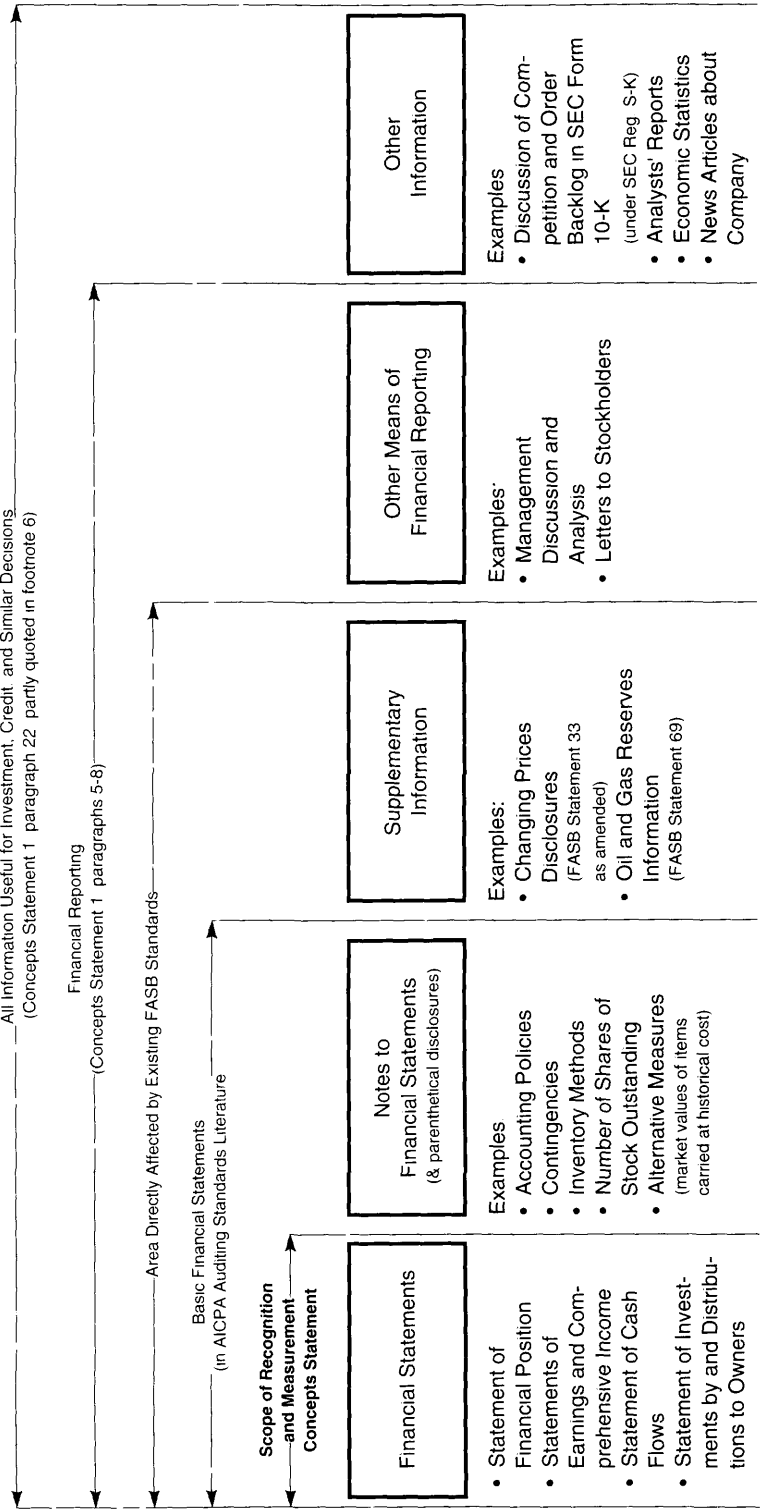 All Information Useful for Investment, Credit, and Similar Decisions
(Concepts Statement 1 paragraph 22 partly quoted in footnote 6)
Financial Reporting
(Concepts Statement 1 paragraphs 5-8)
Area Directly Affected by Existing FASB Standards
Basic Financial Statements
(in AICPA Auditing Standards Literature
Scope of Recognition
and Measurement
Concepts Statement
Financial Statements
• Statement of
Financial Position
• Statements of
Earnings and Com-
prehensive Income
• Statement of Cash
Flows
• Statement of Invest-
ments by and Distribu-
tions to Owners
Notes to
Financial Statements
(& parenthetical disclosures)
Examples
• Accounting Policies
• Contingencies
• Inventory Methods
• Number of Shares of
Stock Outstanding
• Alternative Measures
(market values of items
carried at historical cost)
Supplementary
Information
Examples:
• Changing Prices
Disclosures
(FASB Statement 33
as amended)
• Oil and Gas Reserves
Information
(FASB Statement 69)
Other Means of
Financial Reporting
Examples:
• Management
Discussion and
Analysis
• Letters to Stockholders
Other
Information
Examples
• Discussion of Com-
petition and Order
Backlog in SEC Form
10-K
(under SEC Reg S-K)
• Analysts' Reports
• Economic Statistics
• News Articles about
Company